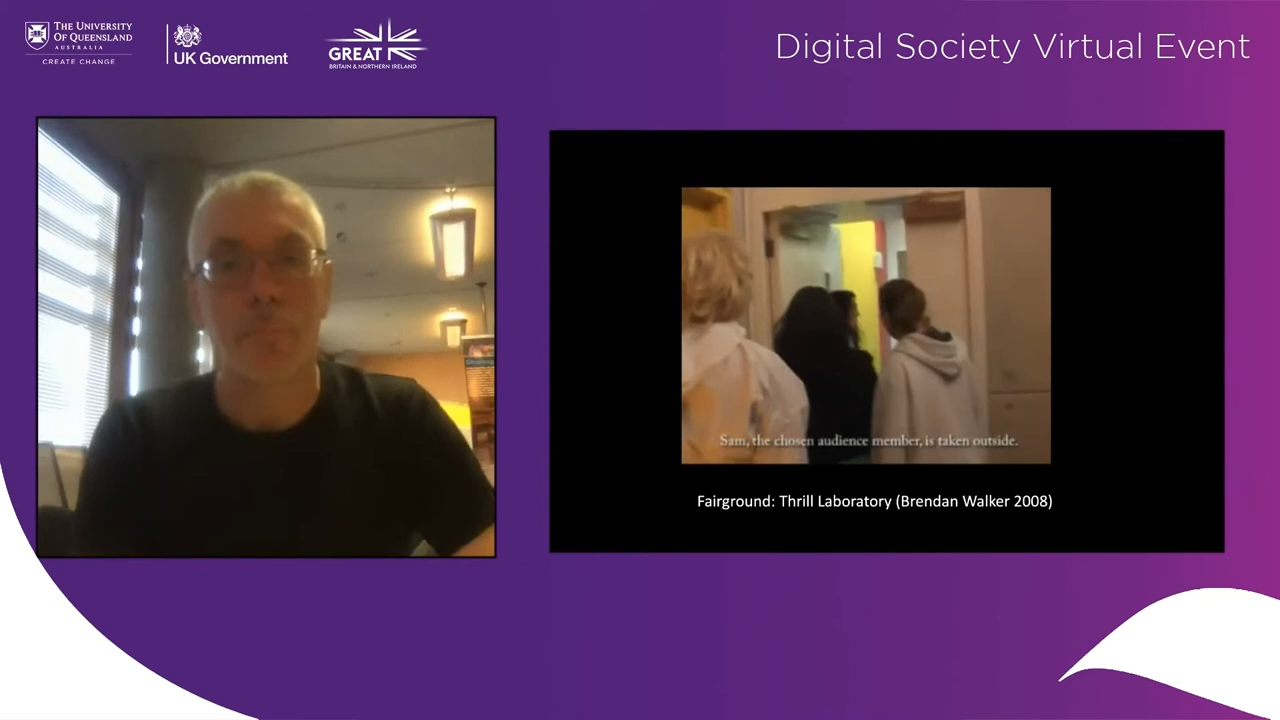 THE UNIVERSITY
OF QUEENSLAND
AUSTRALIA
CREATE CHANGE
UK Government
GREAT
BRITAIN & NORTHERN IRELAND
Digital Society Virtual Event
Sam, the chosen audience member, is taken outside.
Fairground: Thrill Laboratory (Brendan Walker 2008)